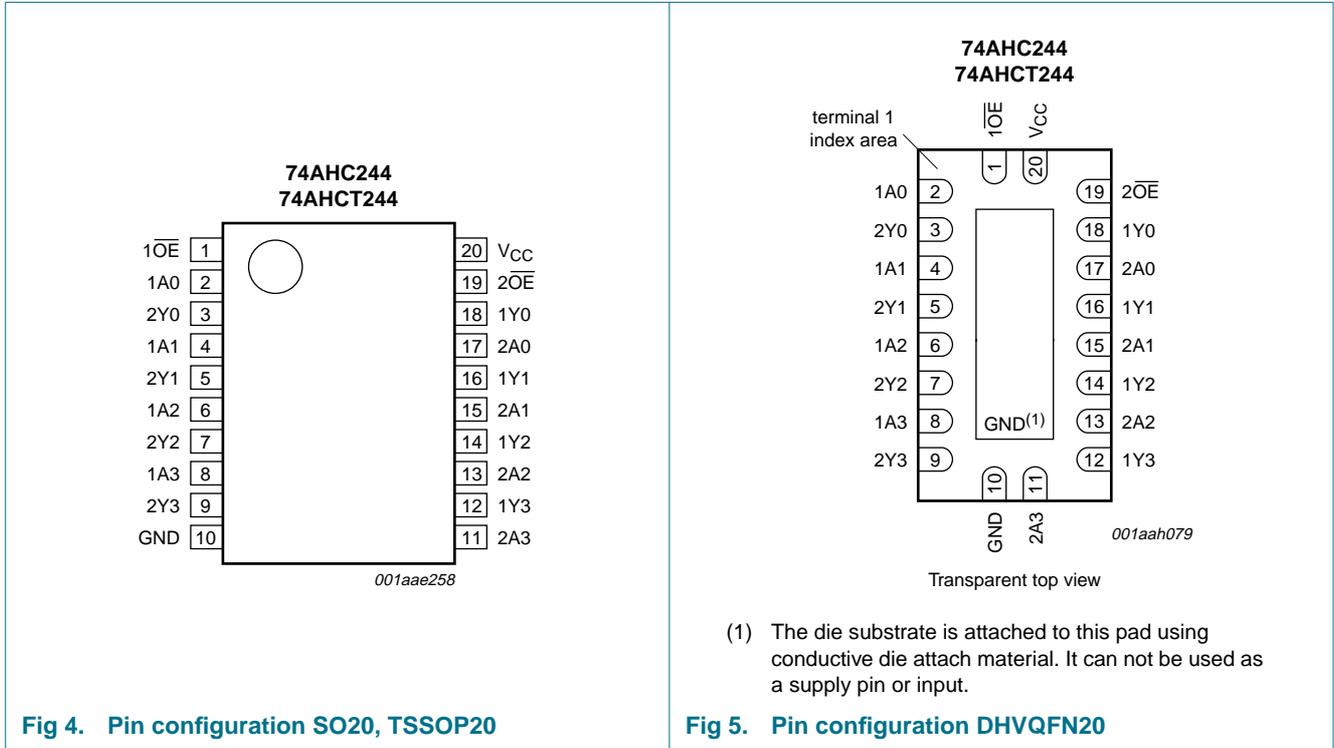 74AHC244
74AHCT244
1OE 1
1A0 2
2Y0 3
1A1 4
2Y1 5
1A2 6
2Y2 7
1A3 8
2Y3 9
GND 10
20 VCC
19 2OE
18 1Y0
17 2A0
16 1Y1
15 2A1
14 1Y2
13 2A2
12 1Y3
11 2A3
001aae258
Fig 4. Pin configuration SO20, TSSOP20
74AHC244
74AHCT244
terminal 1
index area
1OE
VCC
1
20
1A0 2
2Y0 3
1A1 4
2Y1 5
1A2 6
2Y2 7
1A3 8
2Y3 9
19 2OE
18 1Y0
17 2A0
16 1Y1
15 2A1
14 1Y2
13 2A2
12 1Y3
GND(1)
10
11
GND
2A3
001aah079
Transparent top view
(1) The die substrate is attached to this pad using
conductive die attach material. It can not be used as
a supply pin or input.
Fig 5. Pin configuration DHVQFN20